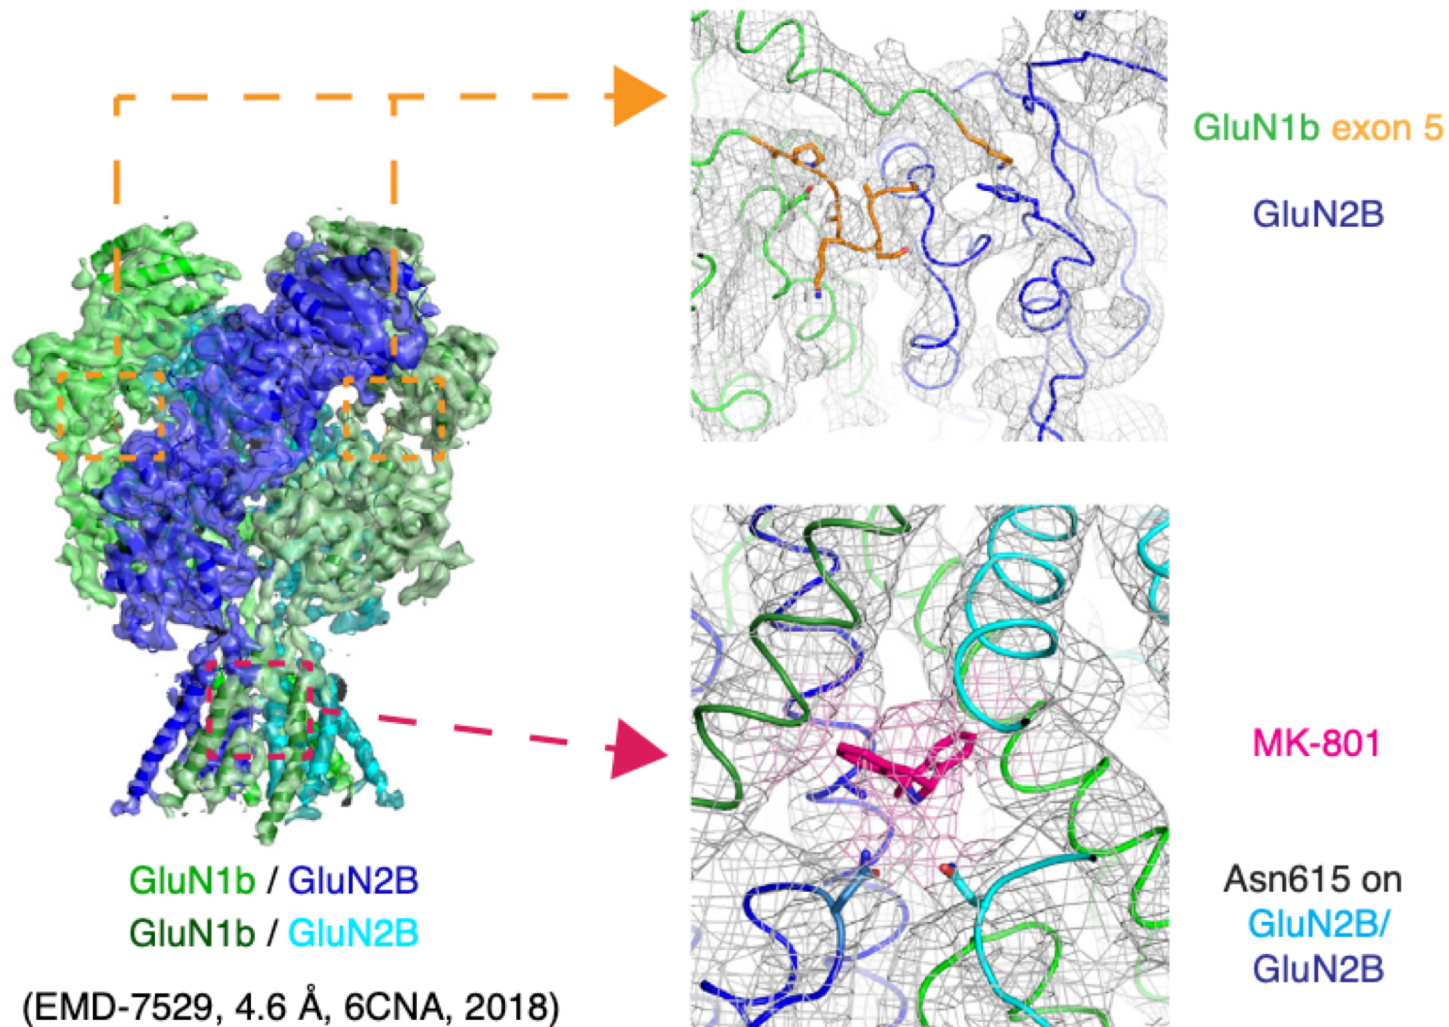 GluN1b exon 5
GluN2B
MK-801
Asn615 on
GluN2B/
GluN2B
GluN1b / GluN2B
GluN1b / GluN2B
(EMD-7529, 4.6 Å, 6CNA, 2018)